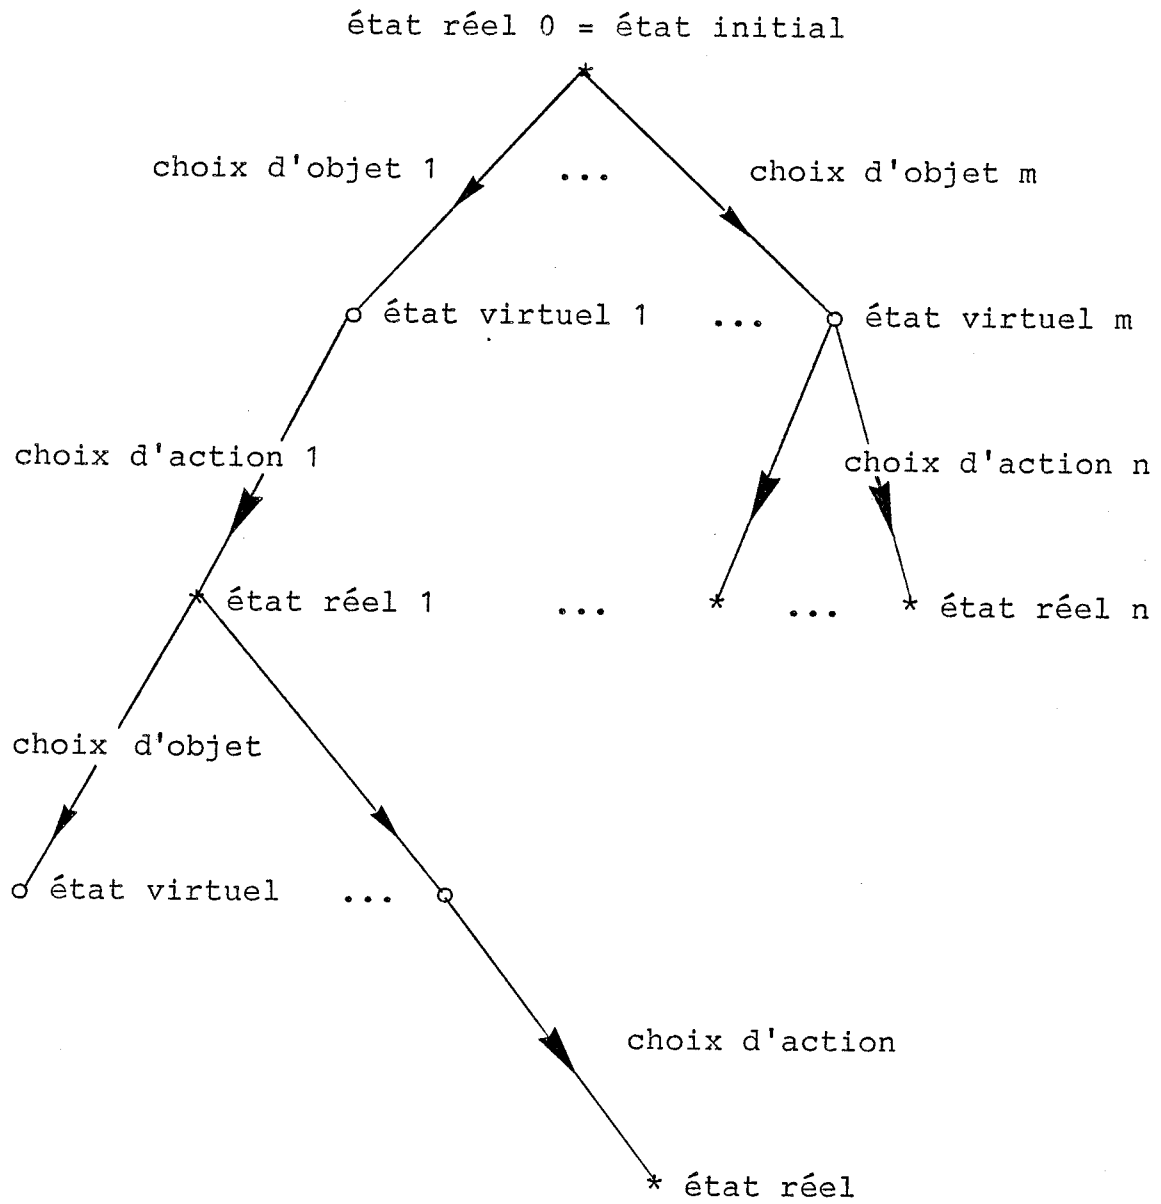 état réel 0 = état initial
*
choix d'objet 1 ... choix d'objet m
état virtuel 1 ... état virtuel m
choix d'action 1 choix d'action n
* état réel 1 ... * ... * état réel n
choix d'objet
état virtuel ...
choix d'action
* état réel